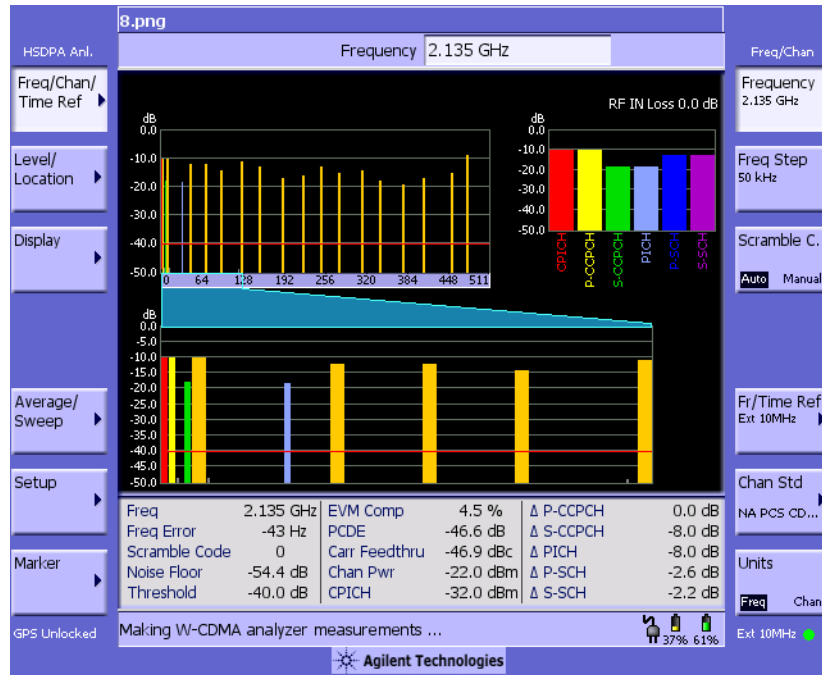 8.png
HSDPA Anl.
Frequency 2.135 GHz
Freq/Chan
Freq/Chan/
Time Ref
Level/
Location
Display
Average/
Sweep
Setup
Marker
GPS Unlocked
RF IN Loss 0.0 dB
dB
0.0
-10.0
-20.0
-30.0
-40.0
-50.0
0 64 128 192 256 320 384 448 511
dB
0.0
-10.0
-20.0
-30.0
-40.0
-50.0
CPICH
P-CCPCH
S-CCPCH
PICH
P-SCH
S-SCH
dB
0.0
-5.0
-10.0
-15.0
-20.0
-25.0
-30.0
-35.0
-40.0
-45.0
-50.0
Freq 2.135 GHz EVM Comp 4.5 % Δ P-CCPCH 0.0 dB
Freq Error -43 Hz PCDE -46.6 dB Δ S-CCPCH -8.0 dB
Scramble Code 0 Carr Feedthru -46.9 dBc Δ PICH -8.0 dB
Noise Floor -54.4 dB Chan Pwr -22.0 dBm Δ P-SCH -2.6 dB
Threshold -40.0 dB CPICH -32.0 dBm Δ S-SCH -2.2 dB
Making W-CDMA analyzer measurements ...
37% 61%
Agilent Technologies
Frequency
2.135 GHz
Freq Step
50 kHz
Scramble C.
Auto Manual
Fr/Time Ref
Ext 10MHz
Chan Std
NA PCS CD...
Units
Freq Chan
Ext 10MHz